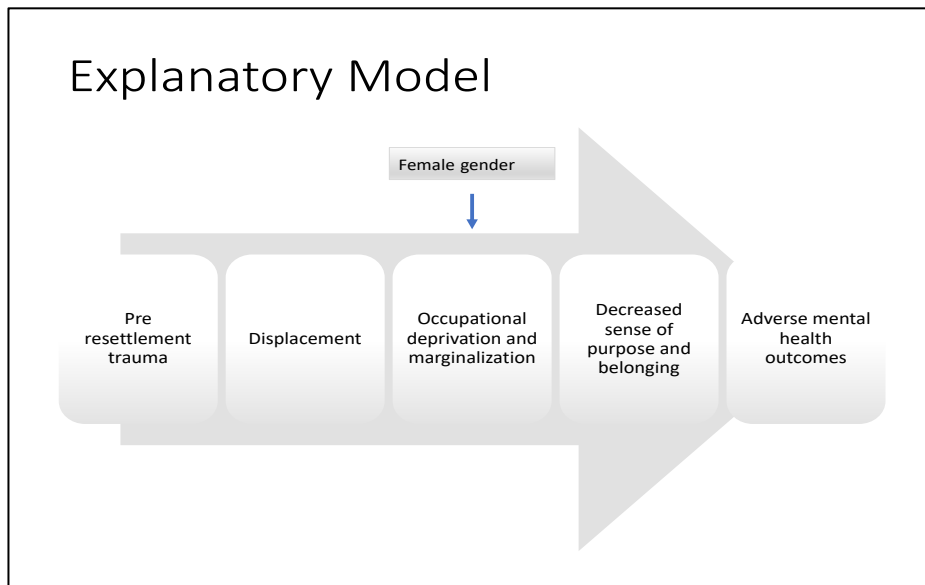 Explanatory Model
Female gender
Pre
resettlement
trauma
Displacement
Occupational
deprivation and
marginalization
Decreased
sense of
purpose and
belonging
Adverse mental
health
outcomes